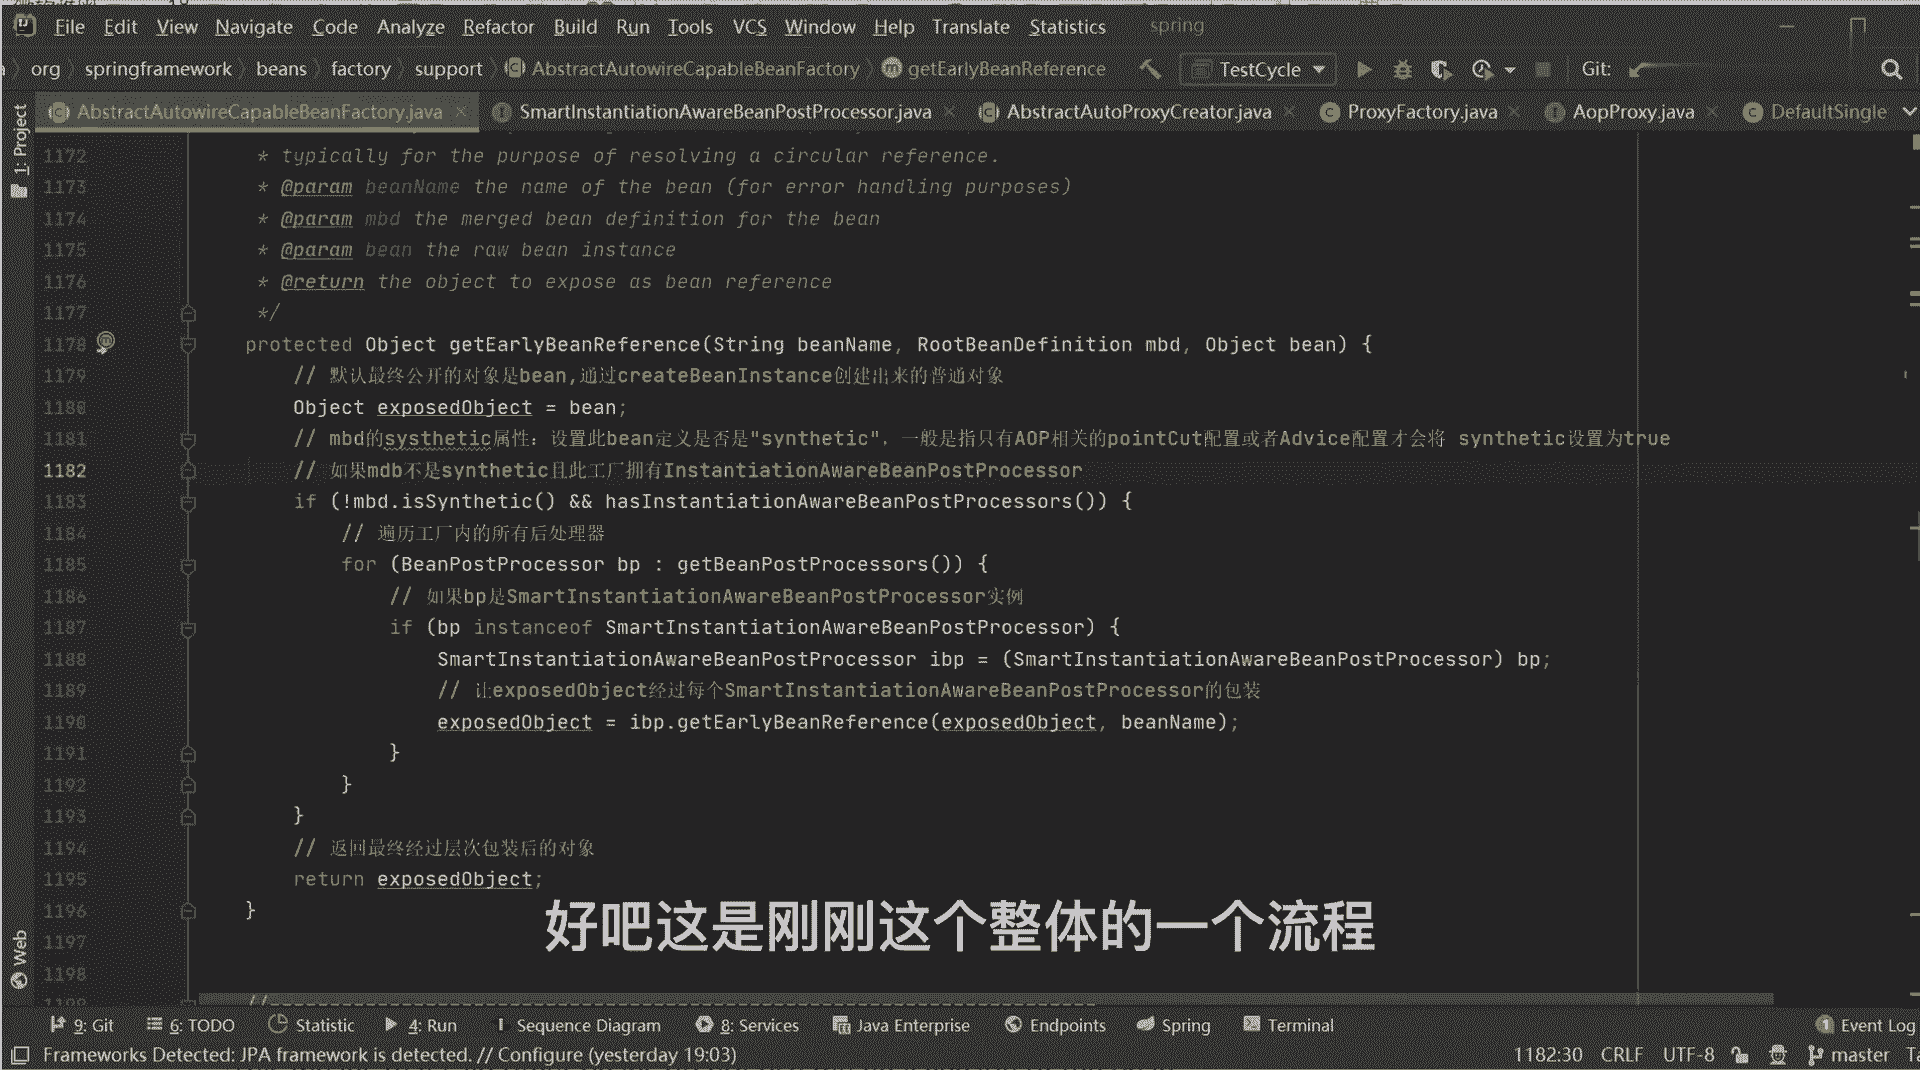 File Edit View Navigate Code Analyze Refactor Build Run Tools VCS Window Help Translate Statistics spring
org springframework beans factory support AbstractAutowireCapableBeanFactory getEarlyBeanReference TestCycle Git:
AbstractAutowireCapableBeanFactory.java SmartInstantiationAwareBeanPostProcessor.java AbstractAutoProxyCreator.java ProxyFactory.java AopProxy.java DefaultSingle
1: Project
1172 * typically for the purpose of resolving a circular reference.
1173 * @param beanName the name of the bean (for error handling purposes)
1174 * @param mbd the merged bean definition for the bean
1175 * @param bean the raw bean instance
1176 * @return the object to expose as bean reference
1177 */
1178 protected Object getEarlyBeanReference(String beanName, RootBeanDefinition mbd, Object bean) {
1179 // 默认最终公开的对象是bean,通过createBeanInstance创建出来的普通对象
1180 Object exposedObject = bean;
1181 // mbd的systhetic属性：设置此bean定义是否是"synthetic"，一般是指只有AOP相关的pointCut配置或者Advice配置才会将 synthetic设置为true
1182 // 如果mdb不是synthetic且此工厂拥有InstantiationAwareBeanPostProcessor
1183 if (!mbd.isSynthetic() && hasInstantiationAwareBeanPostProcessors()) {
1184 // 遍历工厂内的所有后处理器
1185 for (BeanPostProcessor bp : getBeanPostProcessors()) {
1186 // 如果bp是SmartInstantiationAwareBeanPostProcessor实例
1187 if (bp instanceof SmartInstantiationAwareBeanPostProcessor) {
1188 SmartInstantiationAwareBeanPostProcessor ibp = (SmartInstantiationAwareBeanPostProcessor) bp;
1189 // 让exposedObject经过每个SmartInstantiationAwareBeanPostProcessor的包装
1190 exposedObject = ibp.getEarlyBeanReference(exposedObject, beanName);
1191 }
1192 }
1193 }
1194 // 返回最终经过层次包装后的对象
1195 return exposedObject;
1196 }
好吧这是刚刚这个整体的一个流程
1197
1198
1199 //
Web
9: Git 6: TODO Statistic 4: Run Sequence Diagram 8: Services Java Enterprise Endpoints Spring Terminal 1 Event Log
Frameworks Detected: JPA framework is detected. // Configure (yesterday 19:03) 1182:30 CRLF UTF-8 master